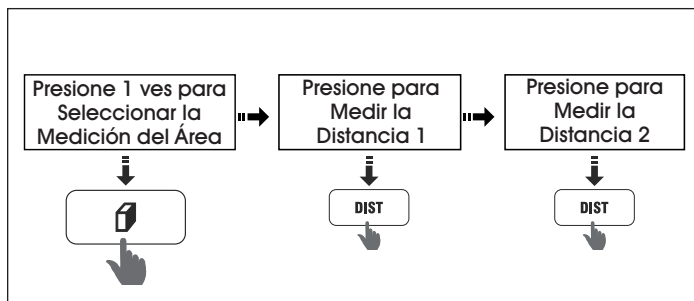 Presione 1 ves para
Seleccionar la
Medición del Área
Presione para
Medir la
Distancia 1
Presione para
Medir la
Distancia 2
DIST
DIST